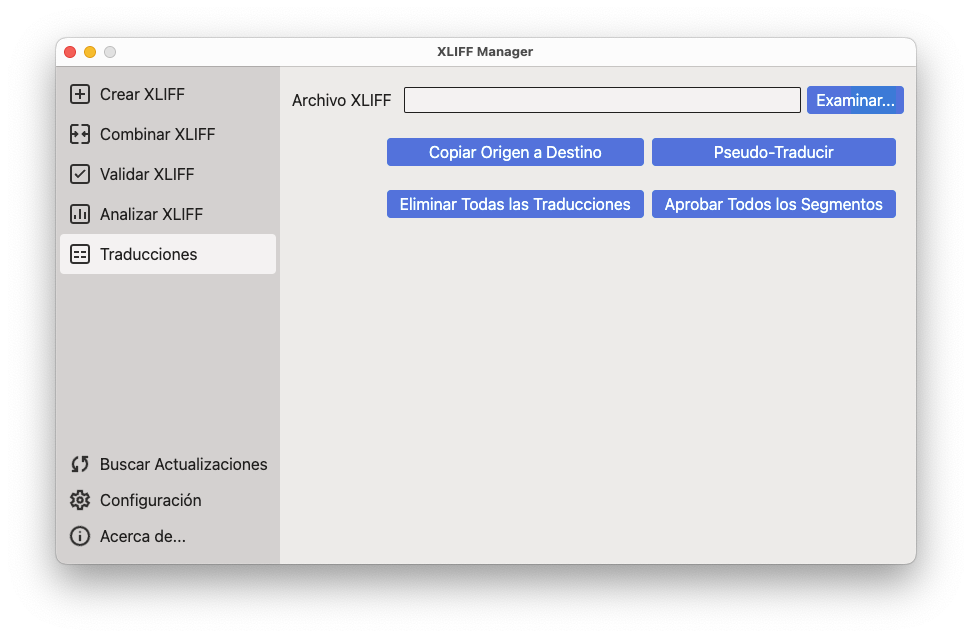 XLIFF Manager
Crear XLIFF
Combinar XLIFF
Validar XLIFF
Analizar XLIFF
Traducciones
Buscar Actualizaciones
Configuración
Acerca de...
Archivo XLIFF
Examinar...
Copiar Origen a Destino
Pseudo-Traducir
Eliminar Todas las Traducciones
Aprobar Todos los Segmentos